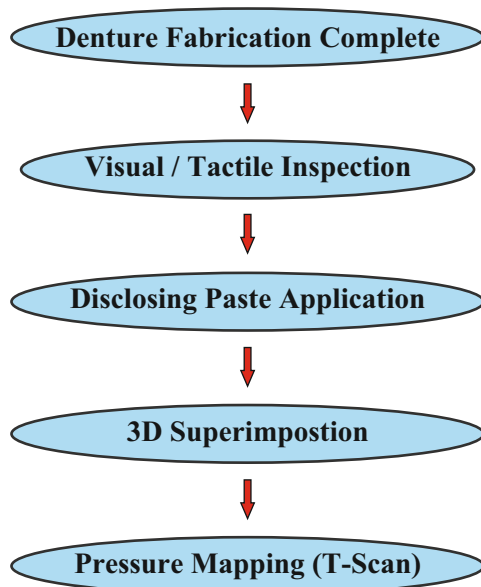 Denture Fabrication Complete
Visual / Tactile Inspection
Disclosing Paste Application
3D Superimpostion
Pressure Mapping (T-Scan)